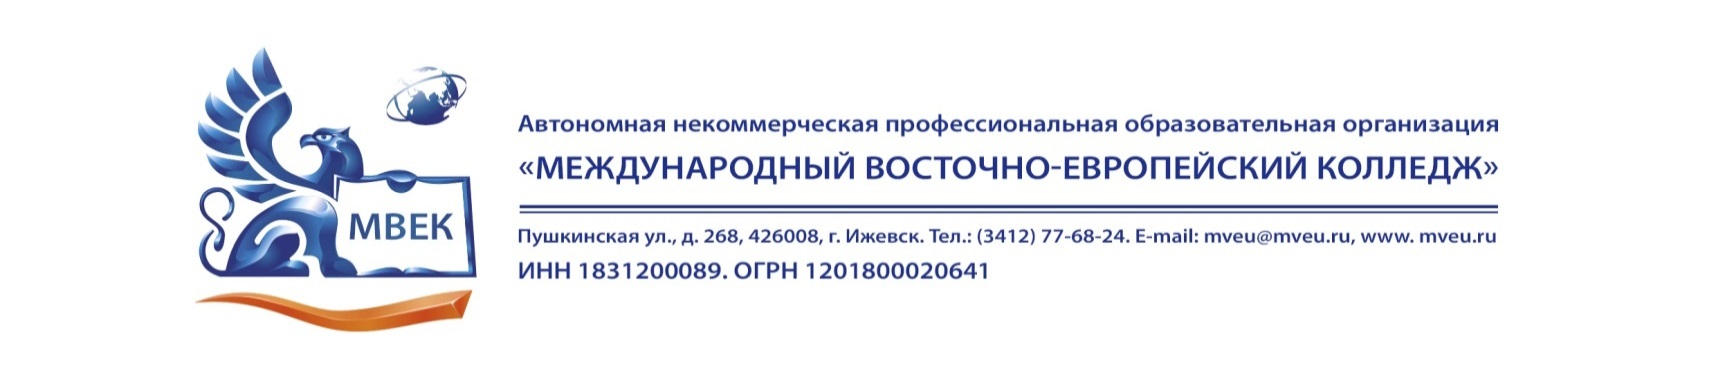 МВЕК
Автономная некоммерческая профессиональная образовательная организация
«МЕЖДУНАРОДНЫЙ ВОСТОЧНО-ЕВРОПЕЙСКИЙ КОЛЛЕДЖ»
Пушкинская ул., д. 268, 426008, г. Ижевск. Тел.: (3412) 77-68-24. E-mail: mveu@mveu.ru, www. mveu.ru
ИНН 1831200089. ОГРН 1201800020641